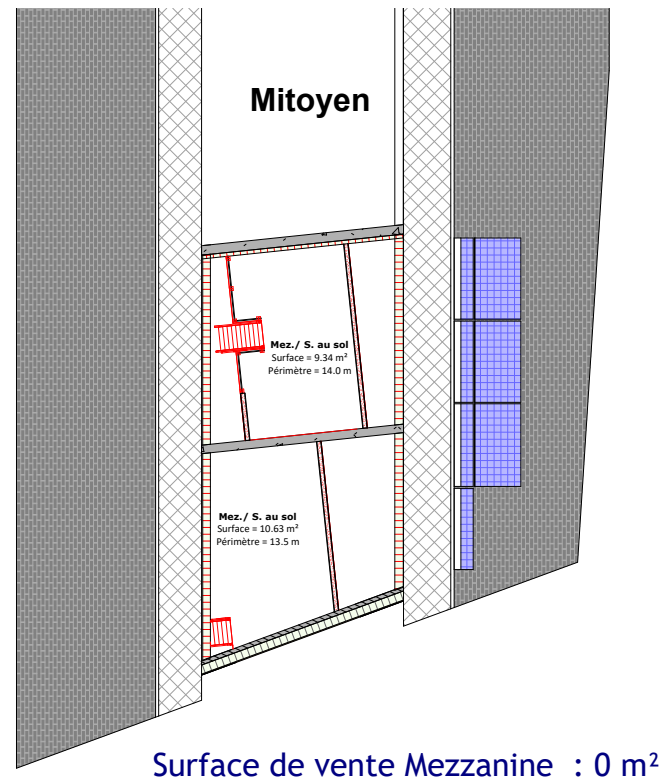 Mitoyen
Mez./ S. au sol
Surface = 9.34 m²
Périmètre = 14.0 m
Mez./ S. au sol
Surface = 10.63 m²
Périmètre = 13.5 m
Surface de vente Mezzanine : 0 m²